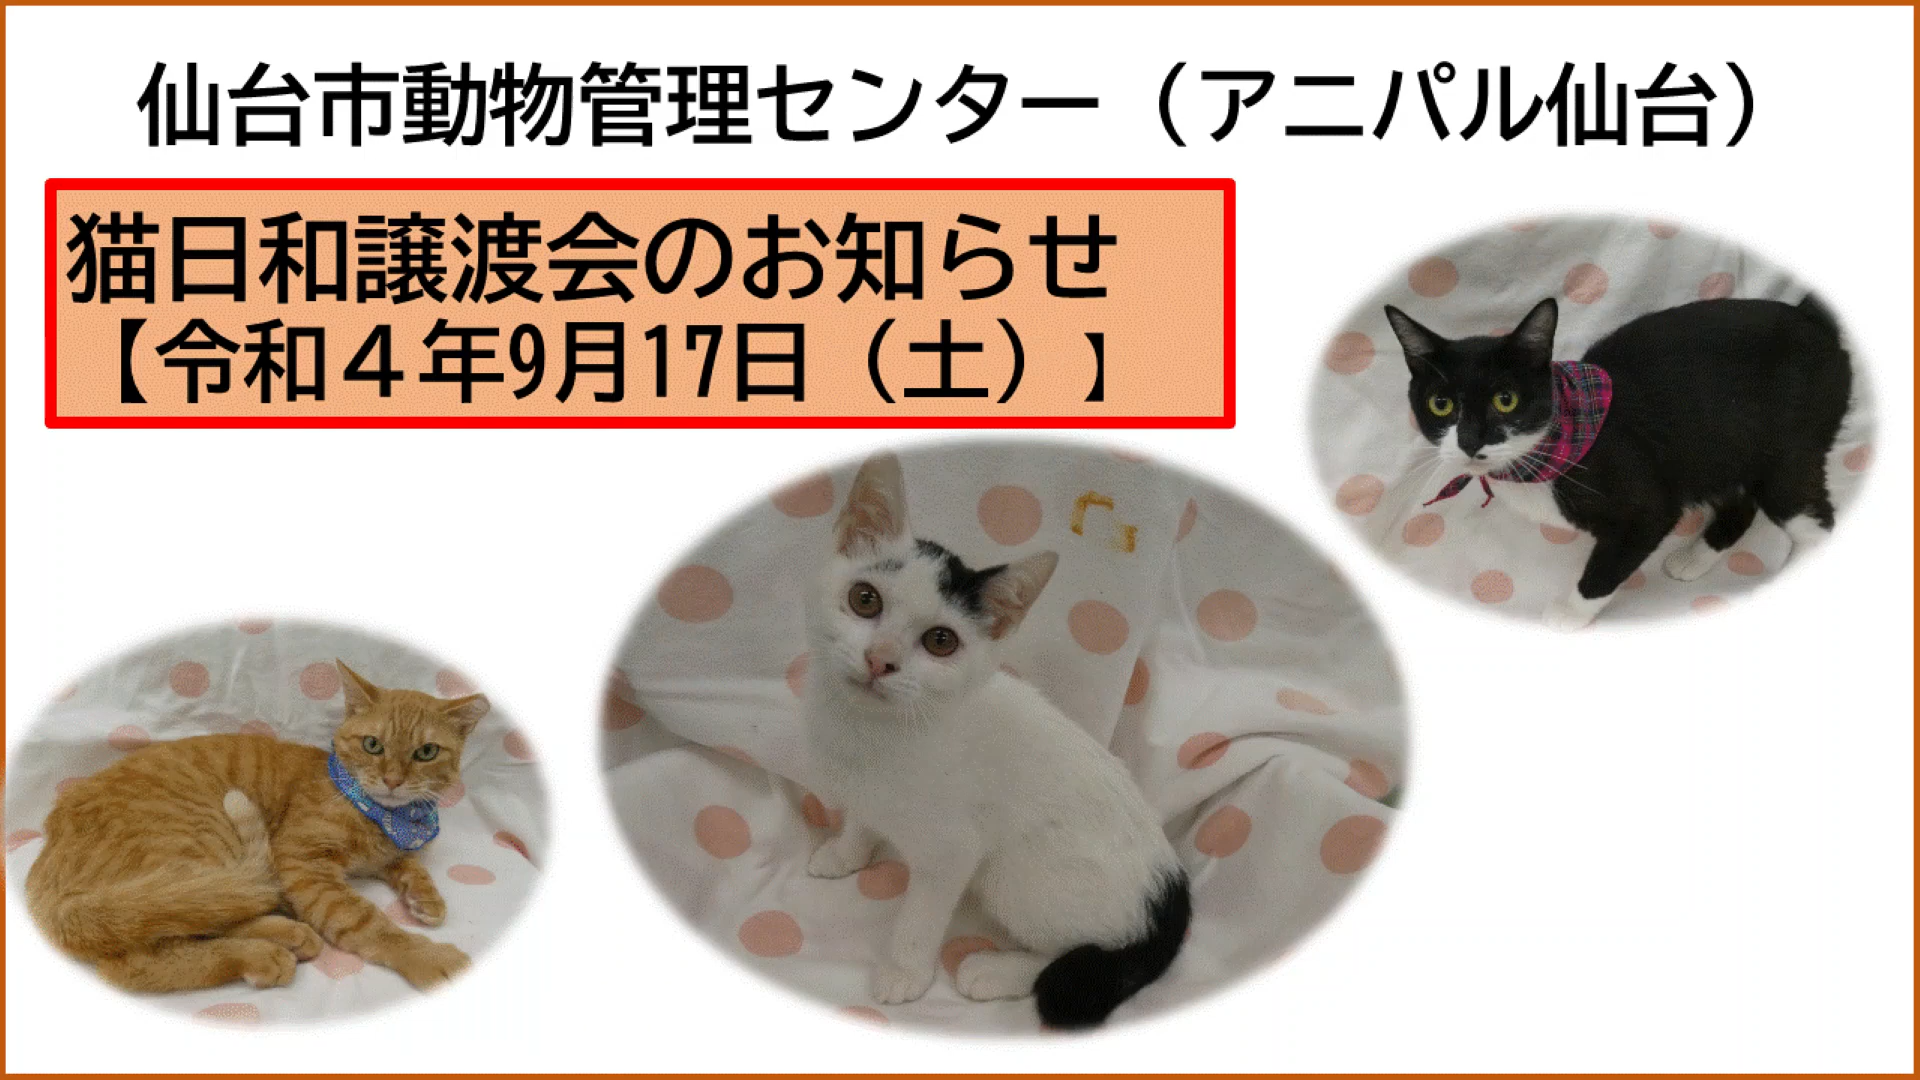 仙台市動物管理センター（アニパル仙台）
猫日和譲渡会のお知らせ
【令和４年9月17日（土）】